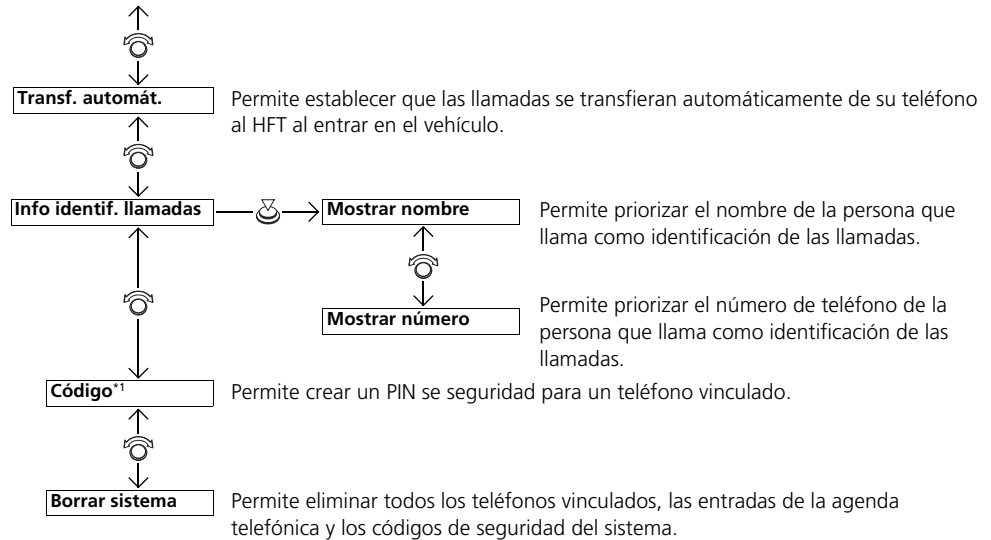 Transf. automát.
Permite establecer que las llamadas se transfieran automáticamente de su teléfono
al HFT al entrar en el vehículo.
Info identif. llamadas
Mostrar nombre
Permite priorizar el nombre de la persona que
llama como identificación de las llamadas.
Mostrar número
Permite priorizar el número de teléfono de la
persona que llama como identificación de las
llamadas.
Código*1
Permite crear un PIN se seguridad para un teléfono vinculado.
Borrar sistema
Permite eliminar todos los teléfonos vinculados, las entradas de la agenda
telefónica y los códigos de seguridad del sistema.